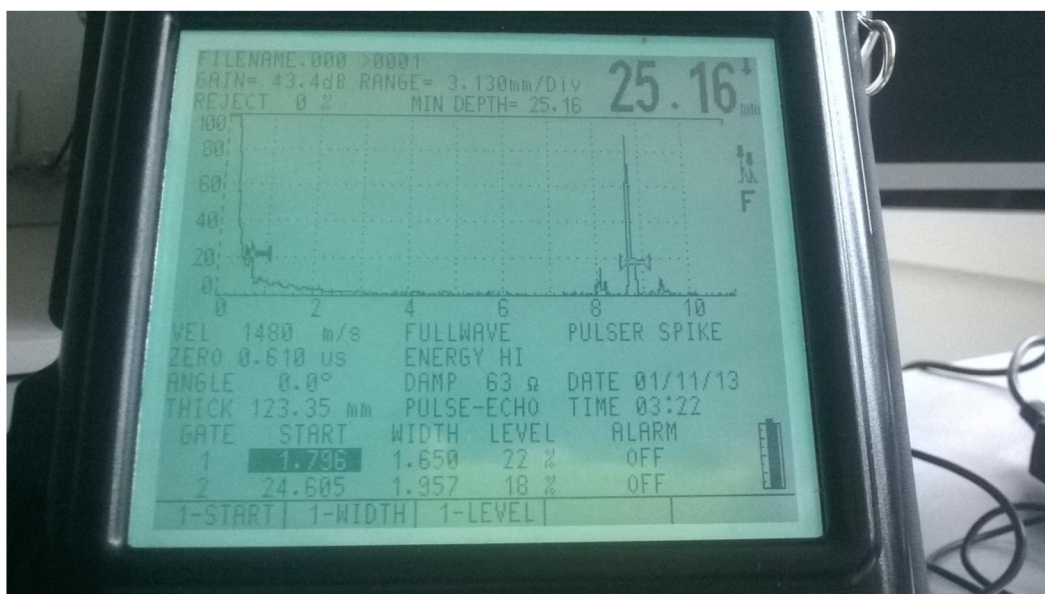 FILENAME:000 >0001
GAIN= 43.4dB RANGE= 3.130mm/Div
REJECT 0 % MIN DEPTH= 25.16
25.16 mm
100
80
60
40
20
0
F
0 2 4 6 8 10
VEL 1480 m/s FULLWAVE PULSER SPIKE
ZERO 0.610 us ENERGY HI
ANGLE 0.0° DAMP 63 Ω DATE 01/11/13
THICK 123.35 mm PULSE-ECHO TIME 03:22
GATE START WIDTH LEVEL ALARM
1 1.796 1.650 22 % OFF
2 24.605 1.957 18 % OFF
1-START 1-WIDTH 1-LEVEL